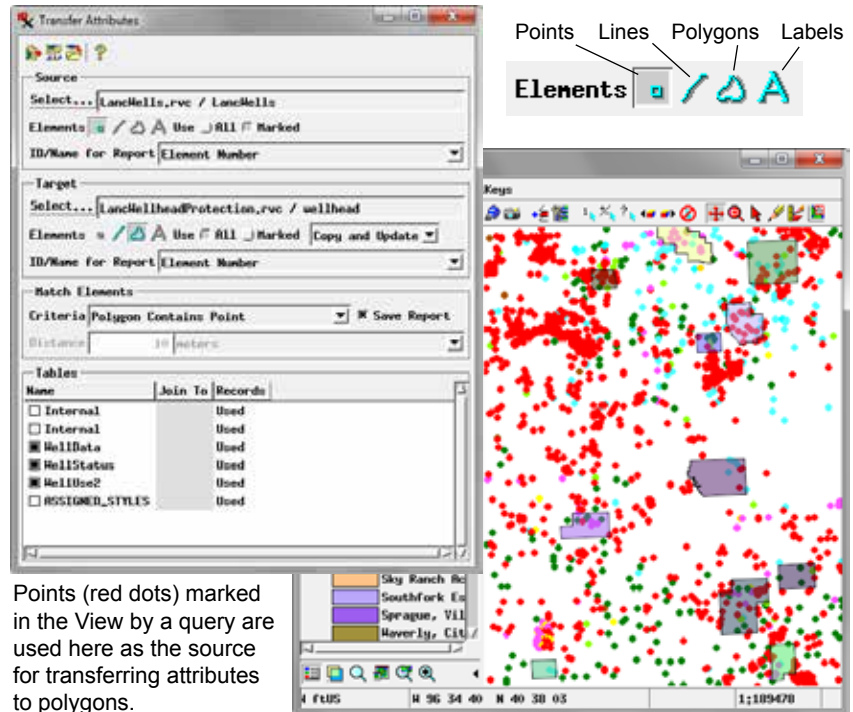 Transfer Attributes
Source
Select... LancWells.rvc / LancWells
Elements Use All Marked
ID/Name for Report Element Number
Target
Select... LancWellheadProtection.rvc / wellhead
Elements Use All Marked Copy and Update
ID/Name for Report Element Number
Match Elements
Criteria Polygon Contains Point Save Report
Distance 10 meters
Tables
Name Join To Records
Internal Used
Internal Used
WellData Used
WellStatus Used
WellUse2 Used
ASSIGNED_STYLES Used
Points Lines Polygons Labels
Elements
Keys
Points (red dots) marked
in the View by a query are
used here as the source
for transferring attributes
to polygons.
Sky Ranch Ac
Southfork Es
Sprague, Vil
Waverly, Cit
ftUS W 96 34 40 N 40 38 03 1:189478